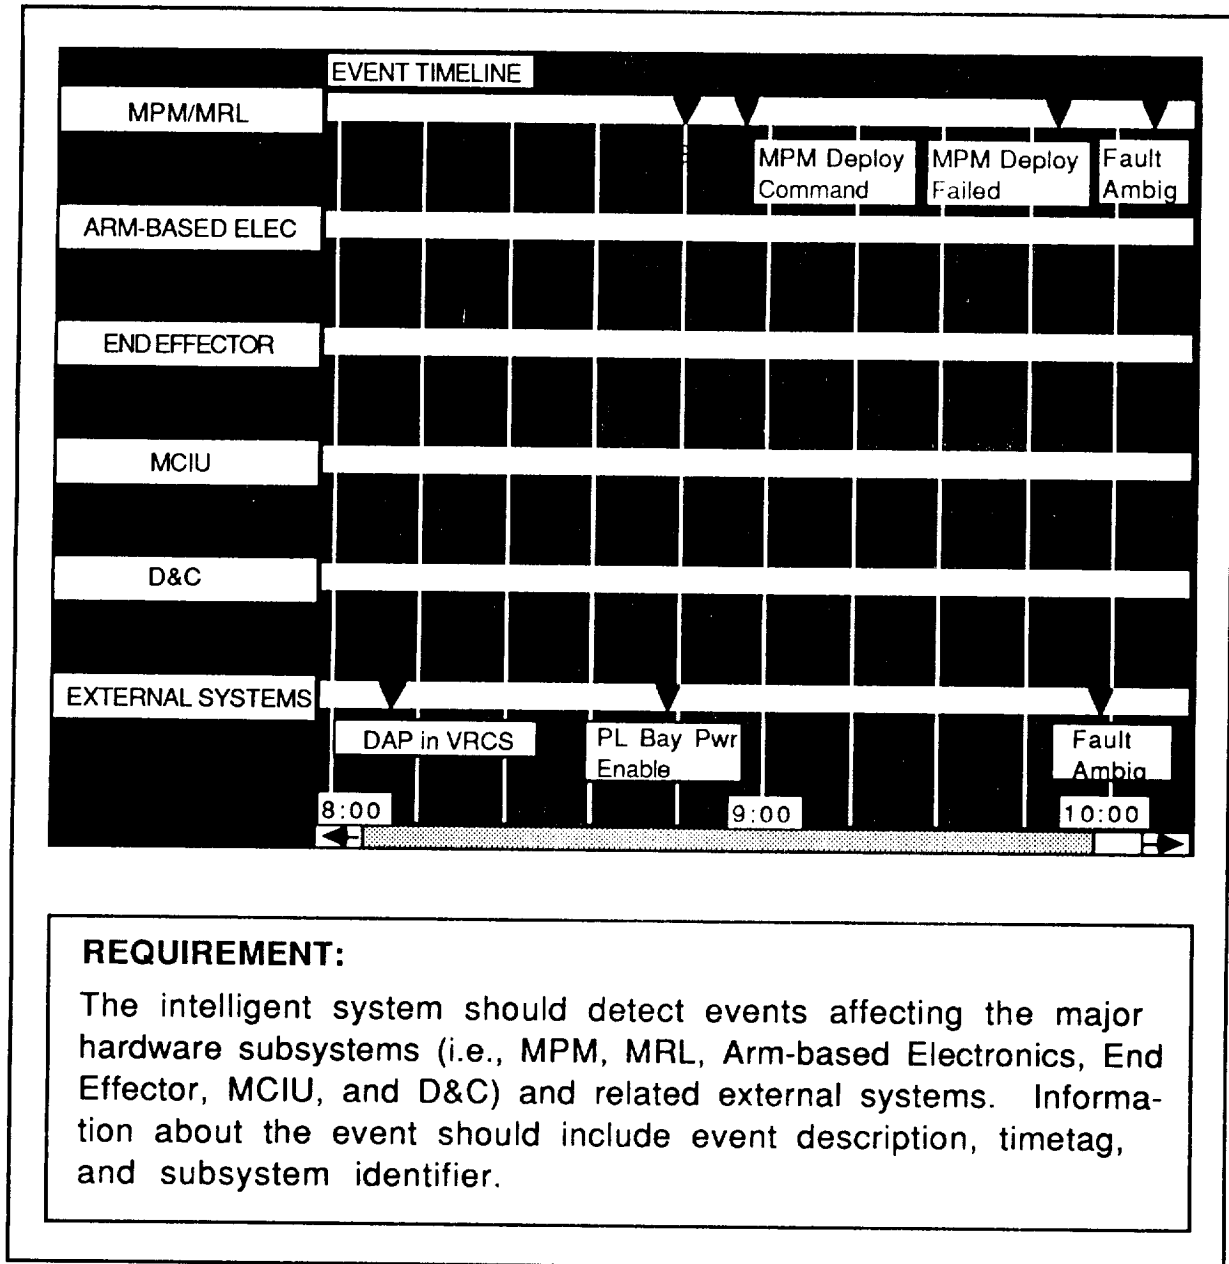 EVENT TIMELINE
MPM/MRL
MPM Deploy
Command
MPM Deploy
Failed
Fault
Ambig
ARM-BASED ELEC
END EFFECTOR
MCIU
D&C
EXTERNAL SYSTEMS
DAP in VRCS
PL Bay Pwr
Enable
Fault
Ambig
8:00
9:00
10:00
REQUIREMENT:
The intelligent system should detect events affecting the major
hardware subsystems (i.e., MPM, MRL, Arm-based Electronics, End
Effector, MCIU, and D&C) and related external systems. Informa-
tion about the event should include event description, timetag,
and subsystem identifier.